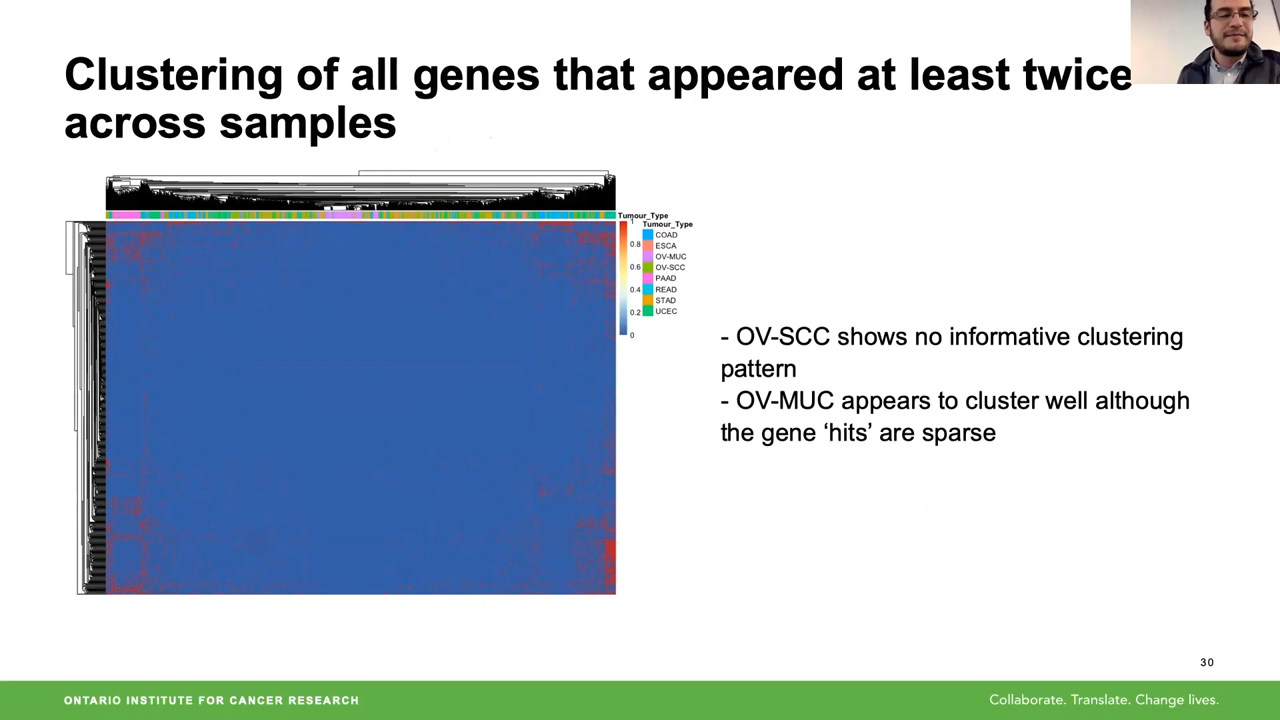 Clustering of all genes that appeared at least twice
across samples
Tumour_Type
1
0.8
0.6
0.4
0.2
0
Tumour_Type
COAD
ESCA
OV-MUC
OV-SCC
PAAD
READ
STAD
UCEC
- OV-SCC shows no informative clustering
pattern
- OV-MUC appears to cluster well although
the gene ‘hits’ are sparse
30
ONTARIO INSTITUTE FOR CANCER RESEARCH
Collaborate. Translate. Change lives.